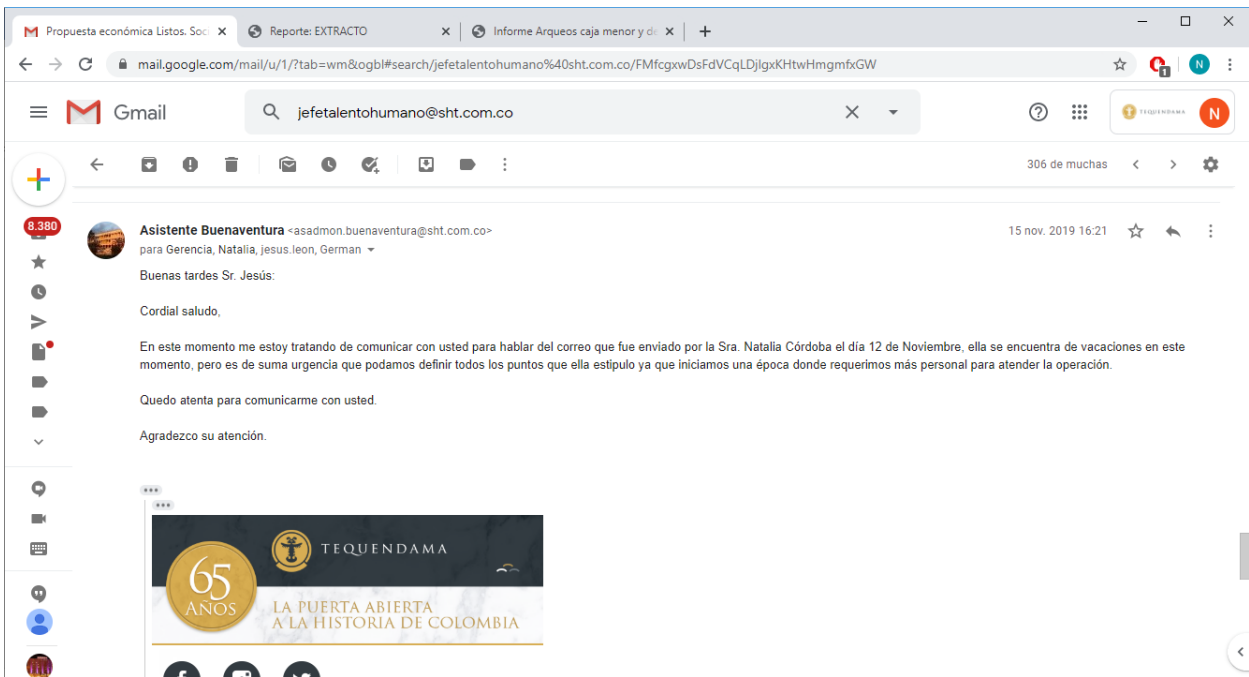 Propuesta económica Listos. Soci
Reporte: EXTRACTO
Informe Arqueos caja menor y de
mail.google.com/mail/u/1/?tab=wm&ogbl#search/jefetalentohumano%40sht.com.co/FMfcgxwDsFdVCqLDjlgxKHtwHmgmfxGW
1
N
Gmail
jefetalentohumano@sht.com.co
TEQUENDAMA
N
306 de muchas
8.380
Asistente Buenaventura <asadmon.buenaventura@sht.com.co>
15 nov. 2019 16:21
para Gerencia, Natalia, jesus.leon, German
Buenas tardes Sr. Jesús:
Cordial saludo,
En este momento me estoy tratando de comunicar con usted para hablar del correo que fue enviado por la Sra. Natalia Córdoba el día 12 de Noviembre, ella se encuentra de vacaciones en este
momento, pero es de suma urgencia que podamos definir todos los puntos que ella estipulo ya que iniciamos una época donde requerimos más personal para atender la operación.
Quedo atenta para comunicarme con usted.
Agradezco su atención.
TEQUENDAMA
65
AÑOS
LA PUERTA ABIERTA
A LA HISTORIA DE COLOMBIA